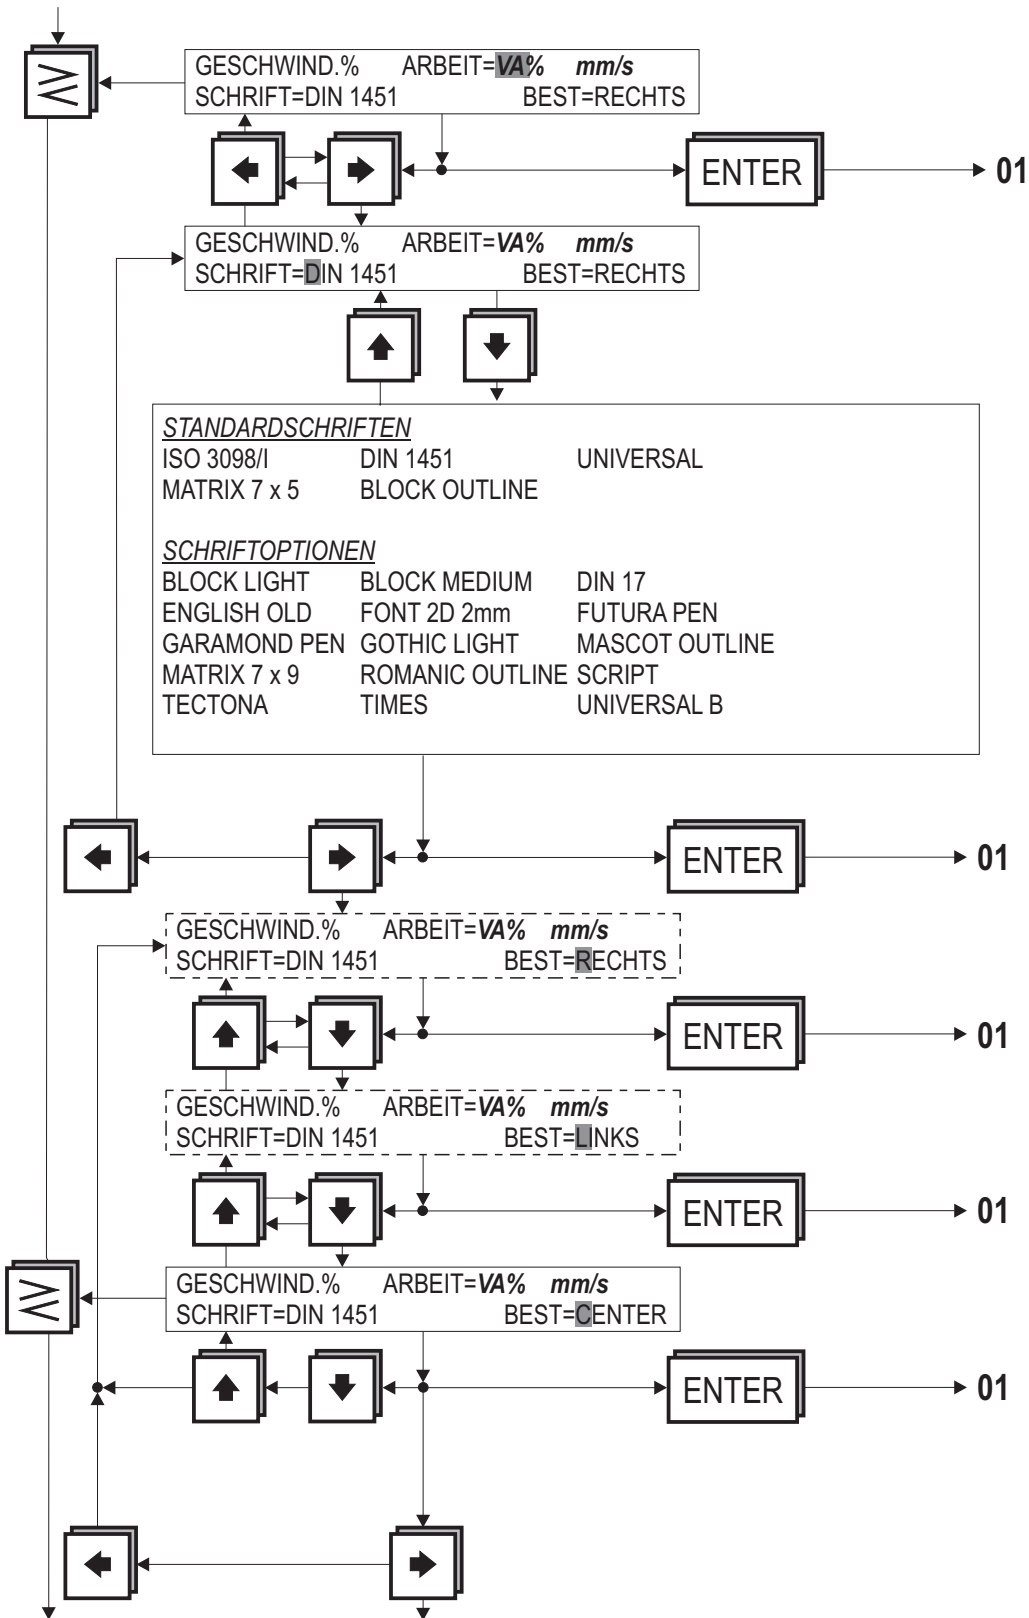 GESCHWIND.% ARBEIT=VA% mm/s
SCHRIFT=DIN 1451 BEST=RECHTS
ENTER 01
GESCHWIND.% ARBEIT=VA% mm/s
SCHRIFT=DIN 1451 BEST=RECHTS
STANDARDSCHRIFTEN
ISO 3098/I DIN 1451 UNIVERSAL
MATRIX 7 x 5 BLOCK OUTLINE
SCHRIFTOPTIONEN
BLOCK LIGHT BLOCK MEDIUM DIN 17
ENGLISH OLD FONT 2D 2mm FUTURA PEN
GARAMOND PEN GOTHIC LIGHT MASCOT OUTLINE
MATRIX 7 x 9 ROMANIC OUTLINE SCRIPT
TECTONA TIMES UNIVERSAL B
ENTER 01
GESCHWIND.% ARBEIT=VA% mm/s
SCHRIFT=DIN 1451 BEST=RECHTS
ENTER 01
GESCHWIND.% ARBEIT=VA% mm/s
SCHRIFT=DIN 1451 BEST=LINKS
ENTER 01
GESCHWIND.% ARBEIT=VA% mm/s
SCHRIFT=DIN 1451 BEST=CENTER
ENTER 01